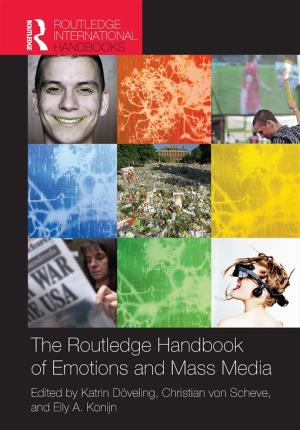 ROUTLEDGE
ROUTLEDGE
INTERNATIONAL
HANDBOOKS
WAR
USA
The Routledge Handbook
of Emotions and Mass Media
Edited by Katrin Döveling, Christian von Scheve,
and Elly A. Konijn